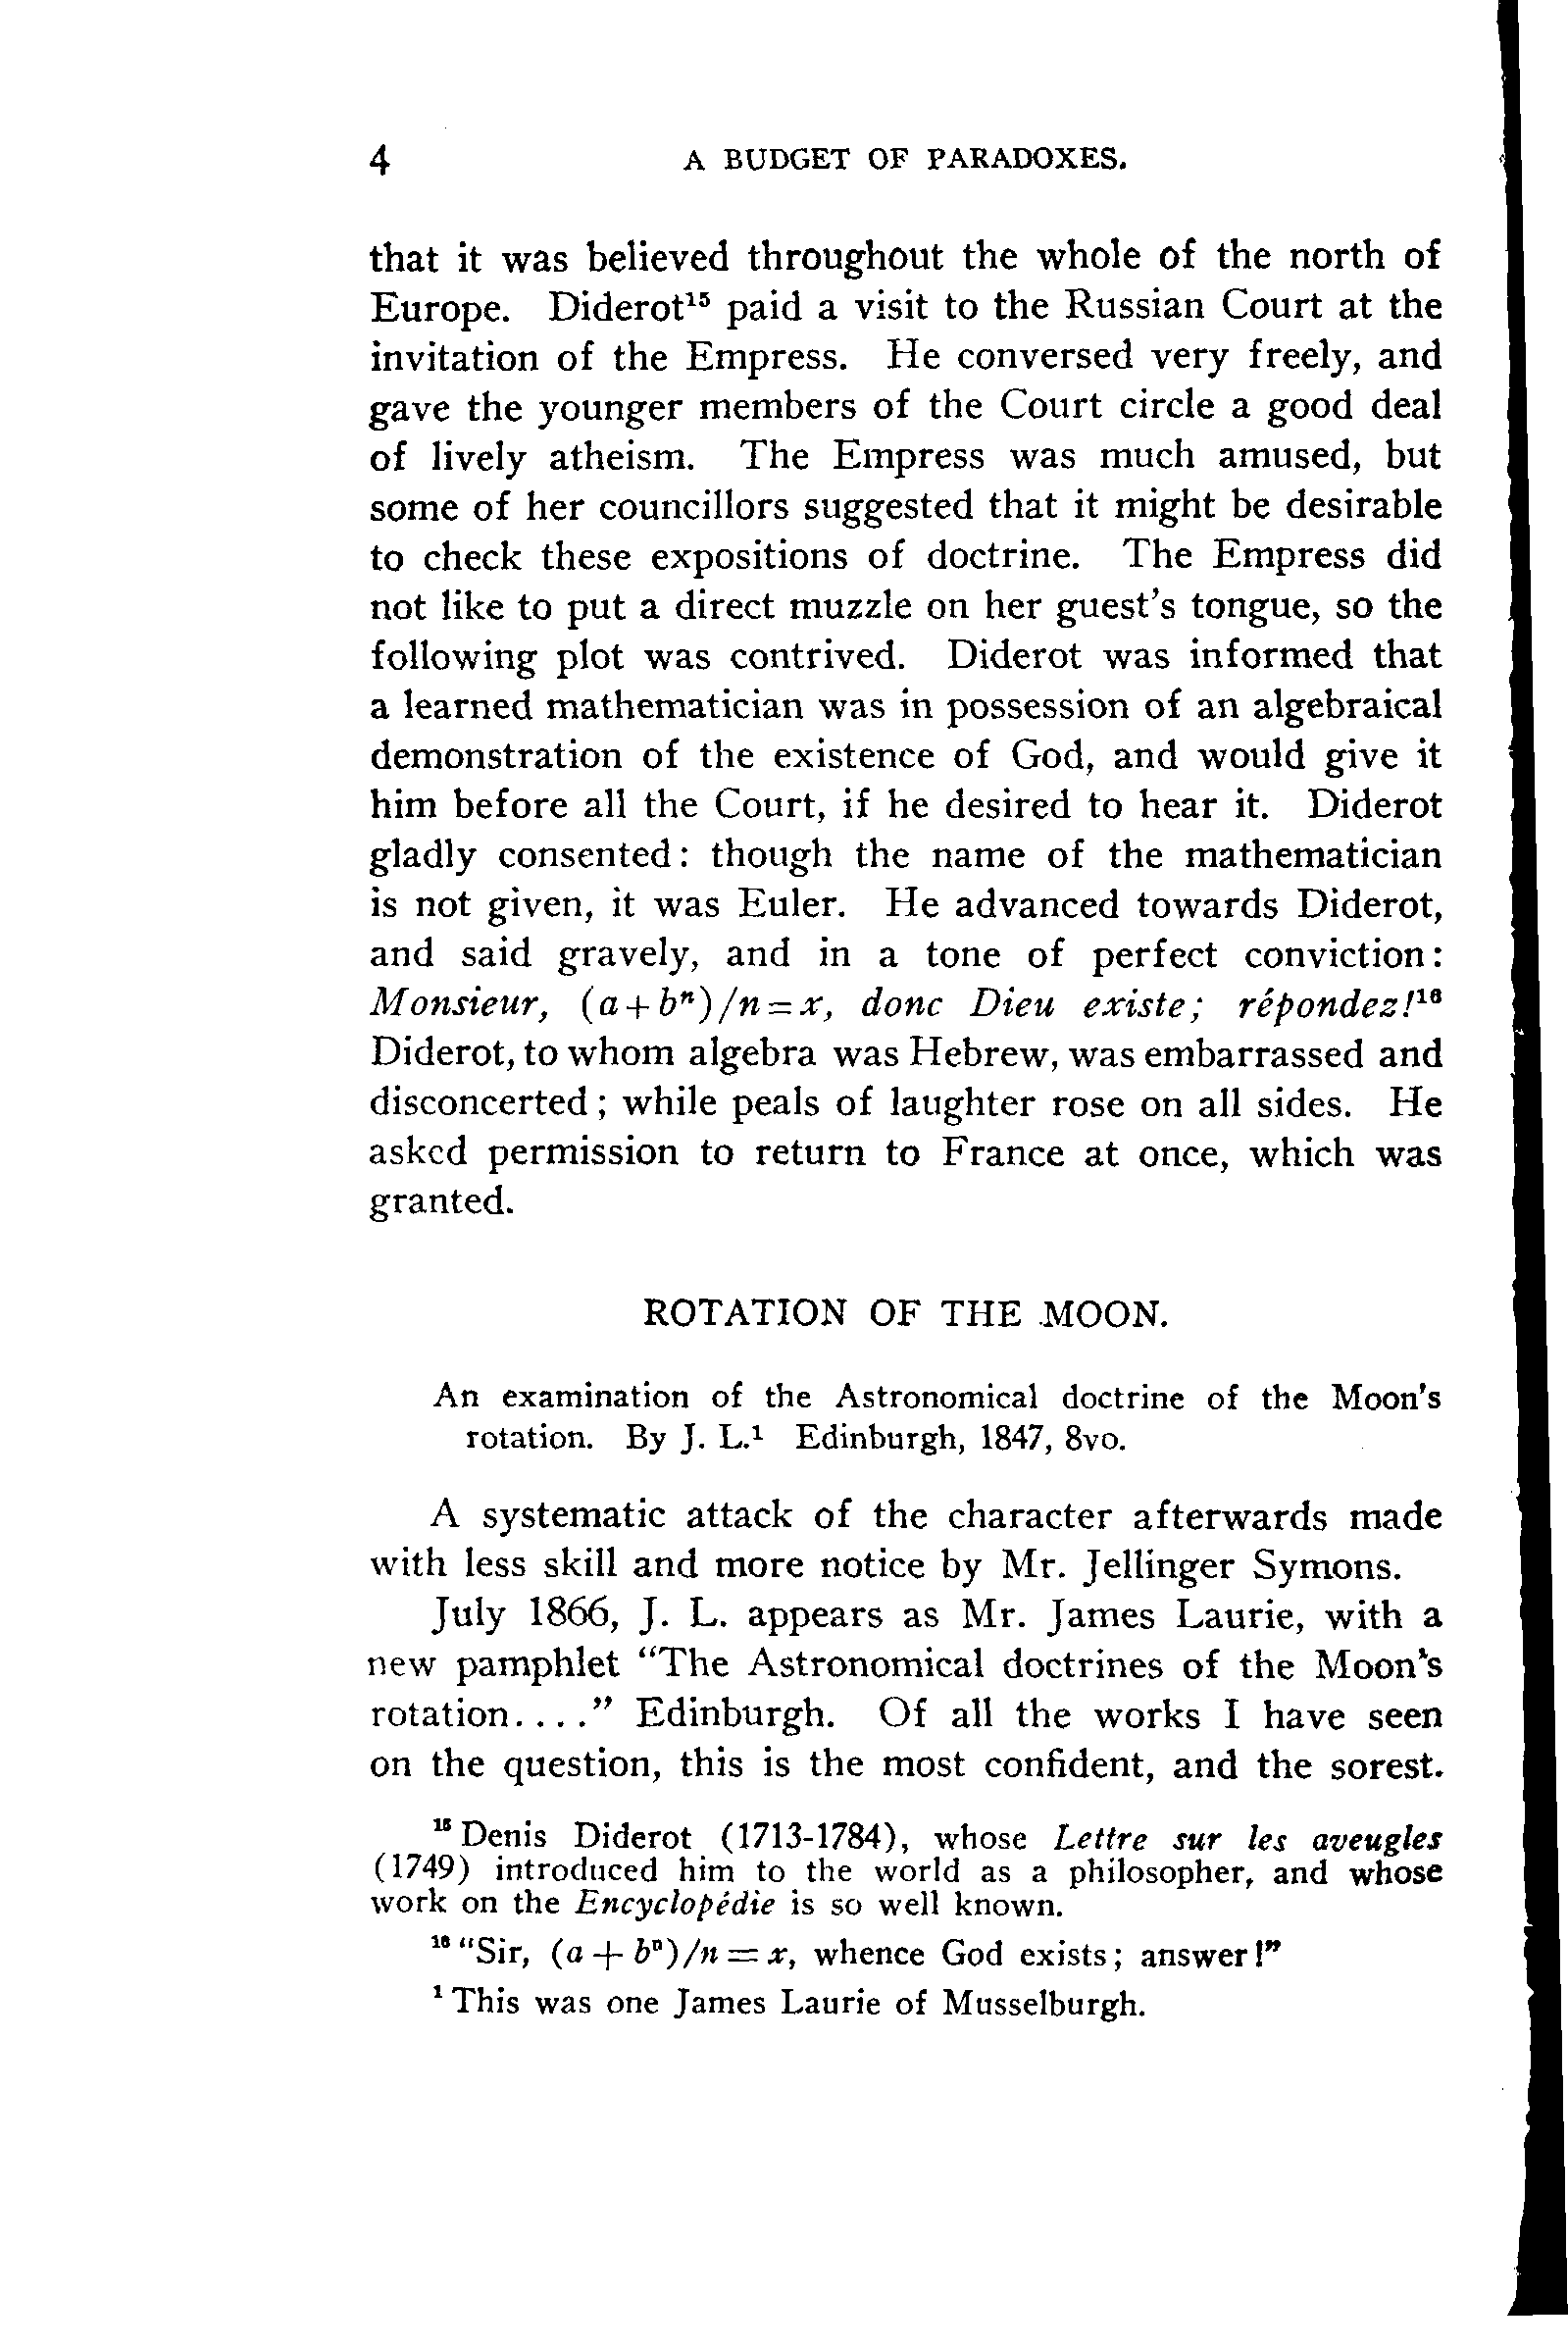 4 A BUDGET OF PARADOXES.
that it was believed throughout the whole of the north of
Europe. Diderot¹⁵ paid a visit to the Russian Court at the
invitation of the Empress. He conversed very freely, and
gave the younger members of the Court circle a good deal
of lively atheism. The Empress was much amused, but
some of her councillors suggested that it might be desirable
to check these expositions of doctrine. The Empress did
not like to put a direct muzzle on her guest's tongue, so the
following plot was contrived. Diderot was informed that
a learned mathematician was in possession of an algebraical
demonstration of the existence of God, and would give it
him before all the Court, if he desired to hear it. Diderot
gladly consented: though the name of the mathematician
is not given, it was Euler. He advanced towards Diderot,
and said gravely, and in a tone of perfect conviction:
Monsieur, (a+bⁿ)/n=x, donc Dieu existe; répondez!¹⁶
Diderot, to whom algebra was Hebrew, was embarrassed and
disconcerted; while peals of laughter rose on all sides. He
asked permission to return to France at once, which was
granted.
ROTATION OF THE MOON.
An examination of the Astronomical doctrine of the Moon's
rotation. By J. L.¹ Edinburgh, 1847, 8vo.
A systematic attack of the character afterwards made
with less skill and more notice by Mr. Jellinger Symons.
July 1866, J. L. appears as Mr. James Laurie, with a
new pamphlet "The Astronomical doctrines of the Moon's
rotation...." Edinburgh. Of all the works I have seen
on the question, this is the most confident, and the sorest.
¹⁵ Denis Diderot (1713-1784), whose Lettre sur les aveugles
(1749) introduced him to the world as a philosopher, and whose
work on the Encyclopédie is so well known.
¹⁶ "Sir, (a+bⁿ)/n=x, whence God exists; answer!"
¹ This was one James Laurie of Musselburgh.